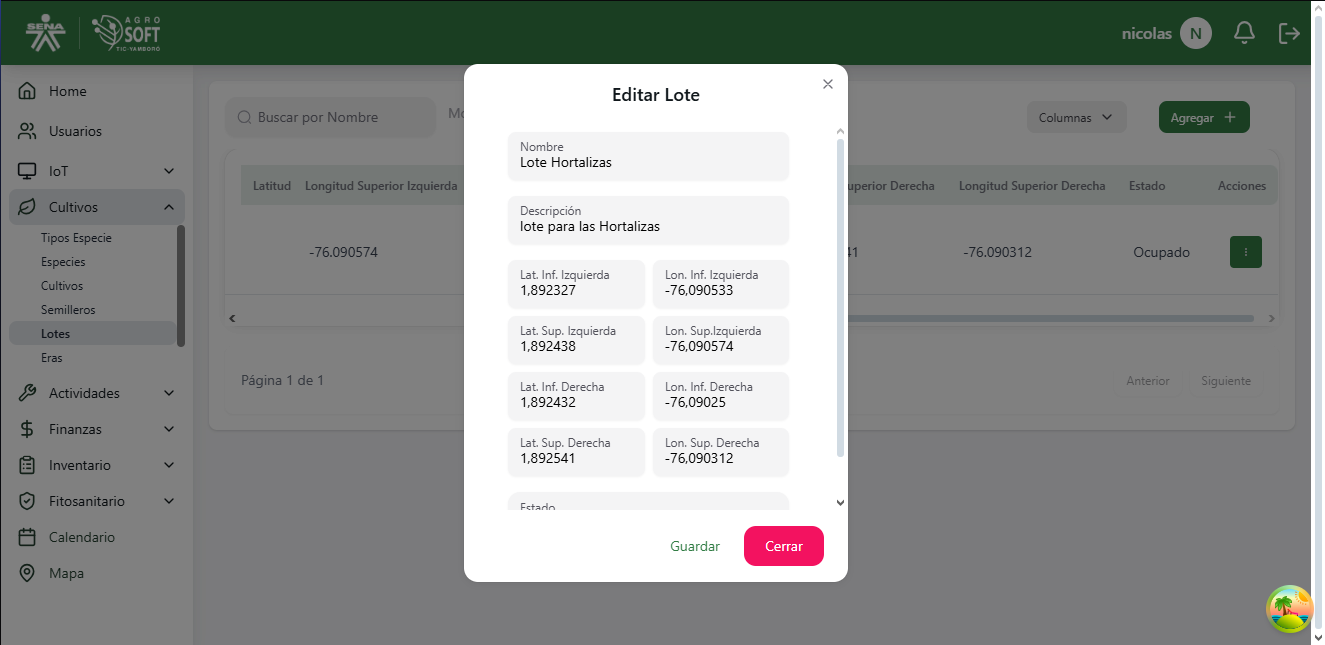 SENA
AGRO
SOFT
TIC-YAMBORÓ
nicolas
N
Home
Usuarios
IoT
Cultivos
Tipos Especie
Especies
Cultivos
Semilleros
Lotes
Eras
Actividades
Finanzas
Inventario
Fitosanitario
Calendario
Mapa
Buscar por Nombre
Columnas
Agregar +
Latitud Longitud Superior Izquierda
Longitud Superior Derecha Estado Acciones
-76.090574
-76.090312 Ocupado
Página 1 de 1
Anterior Siguiente
Editar Lote
Nombre
Lote Hortalizas
Descripción
lote para las Hortalizas
Lat. Inf. Izquierda Lon. Inf. Izquierda
1,892327 -76,090533
Lat. Sup. Izquierda Lon. Sup.Izquierda
1,892438 -76,090574
Lat. Inf. Derecha Lon. Inf. Derecha
1,892432 -76,09025
Lat. Sup. Derecha Lon. Sup. Derecha
1,892541 -76,090312
Estado
Guardar Cerrar